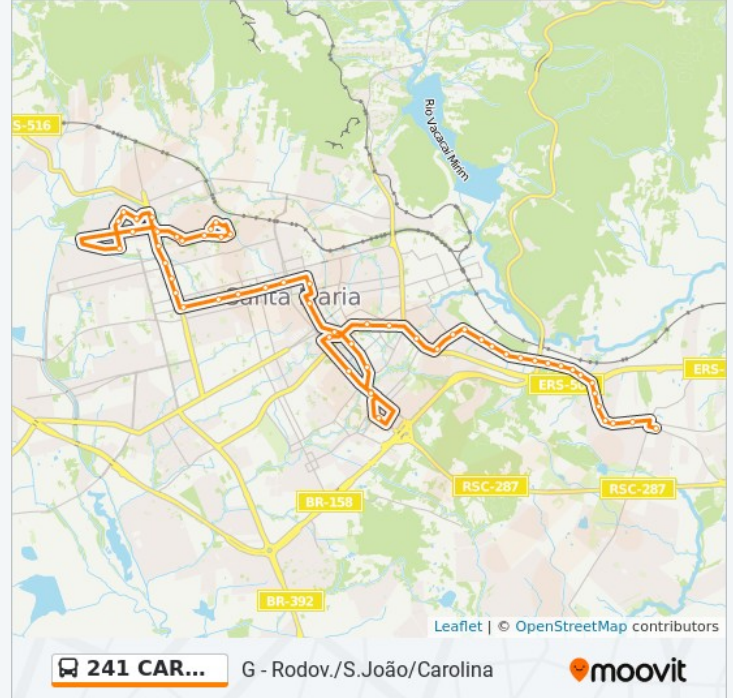 S-516
Rio Vacacaí Mirim
Santa Maria
ERS-
ERS-50
RSC-287
RSC-287
BR-158
BR-392
Leaflet | © OpenStreetMap contributors
241 CAR...
G - Rodov./S.João/Carolina
moovit